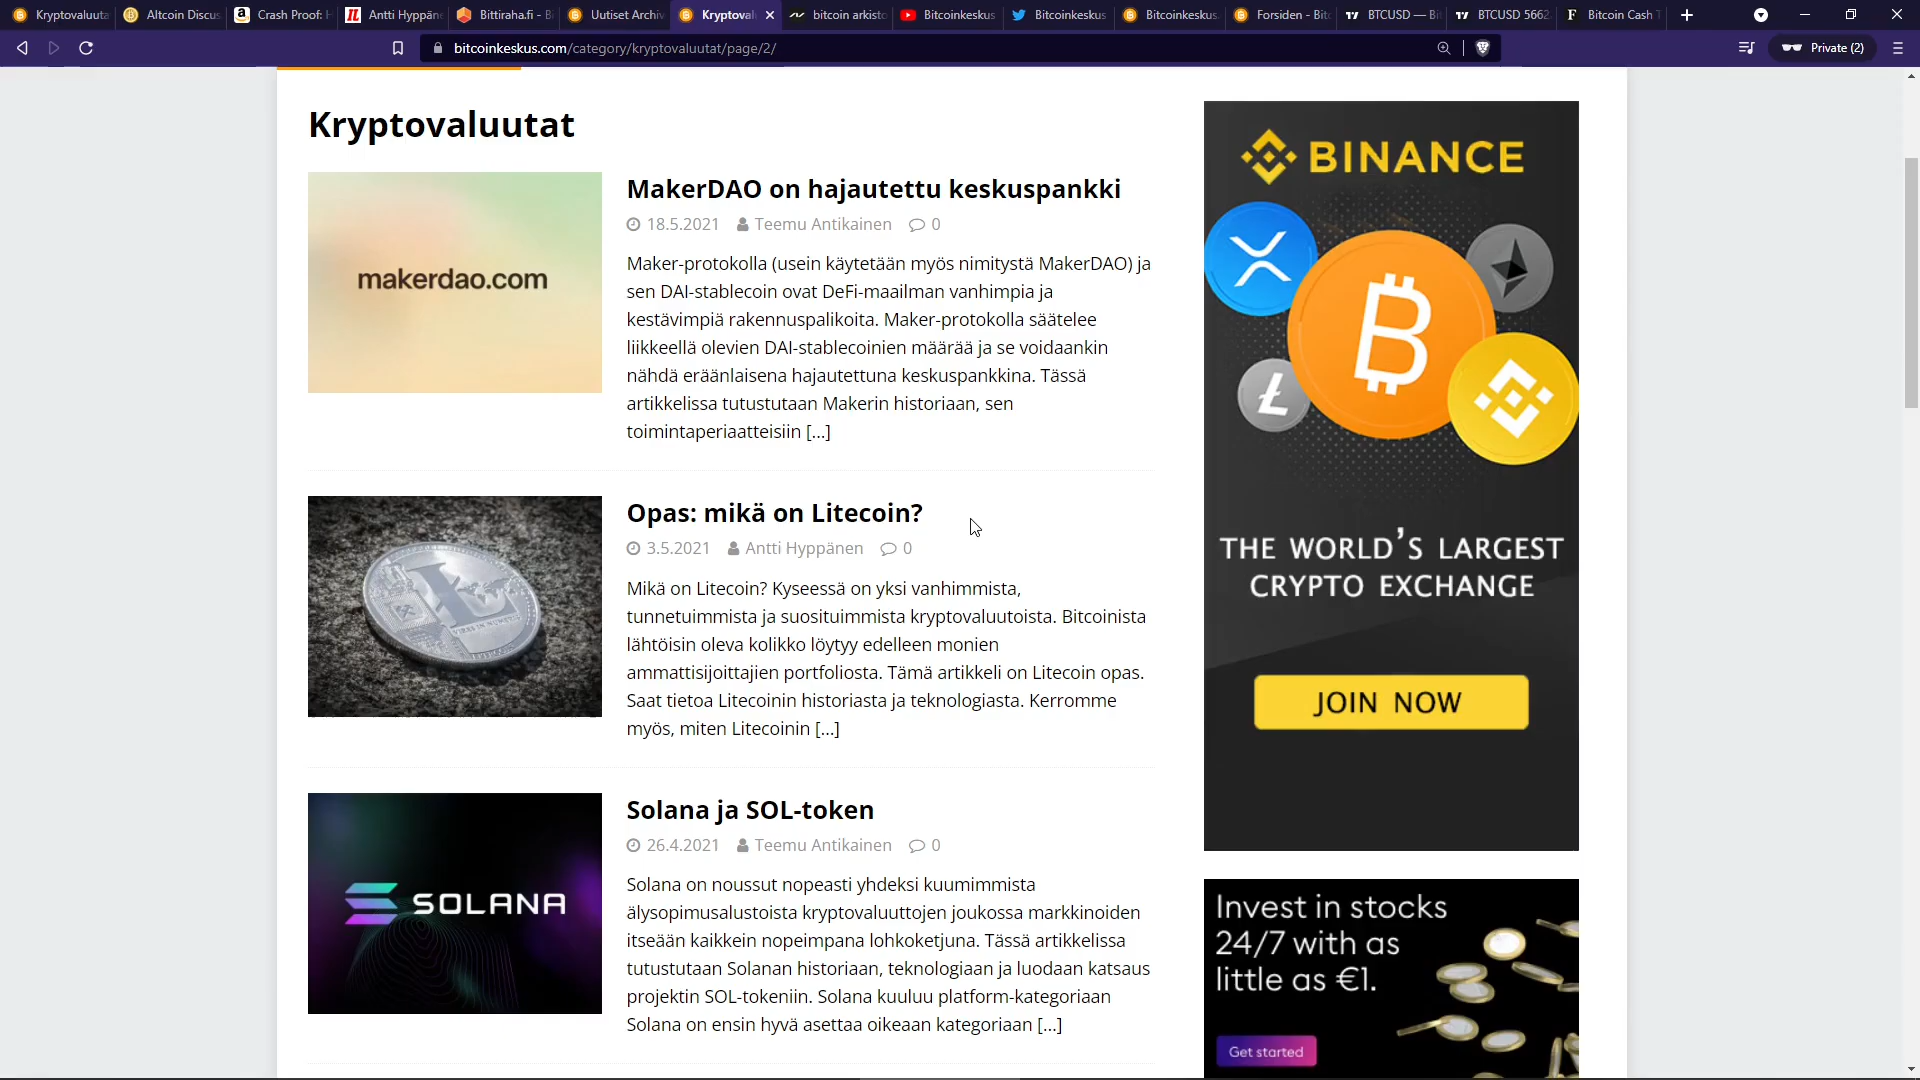 Kryptovaluuta
Altcoin Discus
Crash Proof: H
Antti Hyppäne
Bittiraha.fi - B
Uutiset Archiv
Kryptoval
bitcoin arkisto
Bitcoinkeskus
Bitcoinkeskus
Bitcoinkeskus.
Forsiden - Bitc
BTCUSD — Bi
BTCUSD 5662
Bitcoin Cash T
bitcoinkeskus.com/category/kryptovaluutat/page/2/
Private (2)
Kryptovaluutat
makerdao.com
MakerDAO on hajautettu keskuspankki
18.5.2021 Teemu Antikainen 0
Maker-protokolla (usein käytetään myös nimitystä MakerDAO) ja
sen DAI-stablecoin ovat DeFi-maailman vanhimpia ja
kestävimpiä rakennuspalikoita. Maker-protokolla säätelee
liikkeellä olevien DAI-stablecoinien määrää ja se voidaankin
nähdä eräänlaisena hajautettuna keskuspankkina. Tässä
artikkelissa tutustutaan Makerin historiaan, sen
toimintaperiaatteisiin [...]
Opas: mikä on Litecoin?
3.5.2021 Antti Hyppänen 0
Mikä on Litecoin? Kyseessä on yksi vanhimmista,
tunnetuimmista ja suosituimmista kryptovaluutoista. Bitcoinista
lähtöisin oleva kolikko löytyy edelleen monien
ammattisijoittajien portfoliosta. Tämä artikkeli on Litecoin opas.
Saat tietoa Litecoinin historiasta ja teknologiasta. Kerromme
myös, miten Litecoinin [...]
SOLANA
Solana ja SOL-token
26.4.2021 Teemu Antikainen 0
Solana on noussut nopeasti yhdeksi kuumimmista
älysopimusalustoista kryptovaluuttojen joukossa markkinoiden
itseään kaikkein nopeimpana lohkoketjuna. Tässä artikkelissa
tutustutaan Solanan historiaan, teknologiaan ja luodaan katsaus
projektin SOL-tokeniin. Solana kuuluu platform-kategoriaan
Solana on ensin hyvä asettaa oikeaan kategoriaan [...]
BINANCE
THE WORLD'S LARGEST
CRYPTO EXCHANGE
JOIN NOW
Invest in stocks
24/7 with as
little as €1.
Get started